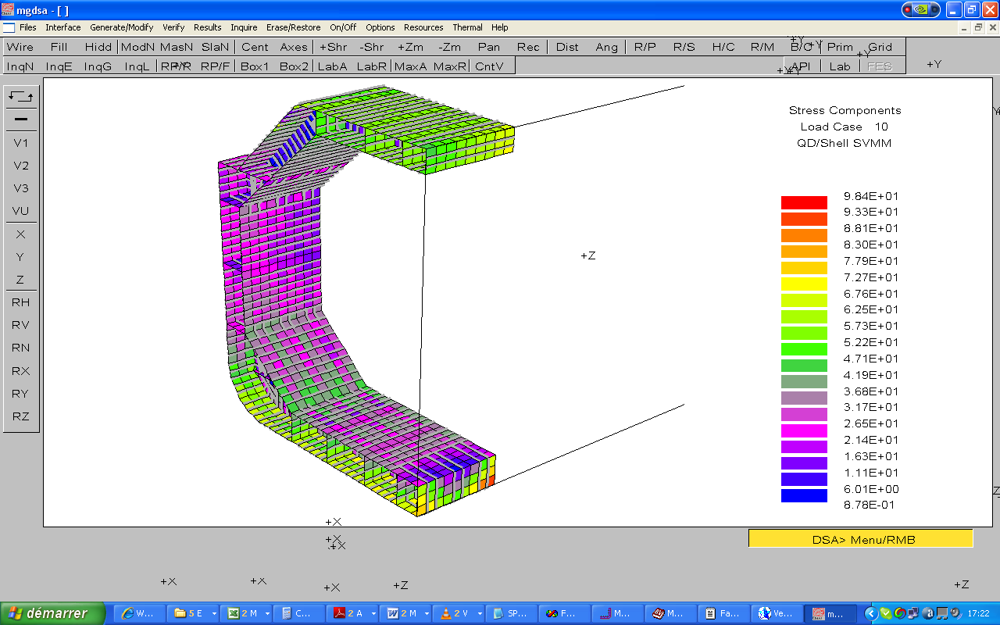 mgdsa - [ ]
Files Interface Generate/Modify Verify Results Inquire Erase/Restore On/Off Options Resources Thermal Help
Wire Fill Hidd ModN MasN SlaN Cent Axes +Shr -Shr +Zm -Zm Pan Rec Dist Ang R/P R/S H/C R/M B/C Prim Grid
InqN InqE InqG InqL RP/R RP/F Box1 Box2 LabA LabR MaxA MaxR CntV API Lab FES
+Y +Y +Y +Y
V1
V2
V3
VU
X
Y
Z
RH
RV
RN
RX
RY
RZ
Stress Components
Load Case 10
QD/Shell SVMM
9.84E+01
9.33E+01
8.81E+01
8.30E+01
7.79E+01
7.27E+01
6.76E+01
6.25E+01
5.73E+01
5.22E+01
4.71E+01
4.19E+01
3.68E+01
3.17E+01
2.65E+01
2.14E+01
1.63E+01
1.11E+01
6.01E+00
8.78E-01
+Z
+X
+X
+X
DSA> Menu/RMB
+X +X +X +Z +Z
démarrer W... 5 E 2 M C... 2 A 2 M 2 V SP... F... M... M... Fa... Ve... m... 17:22